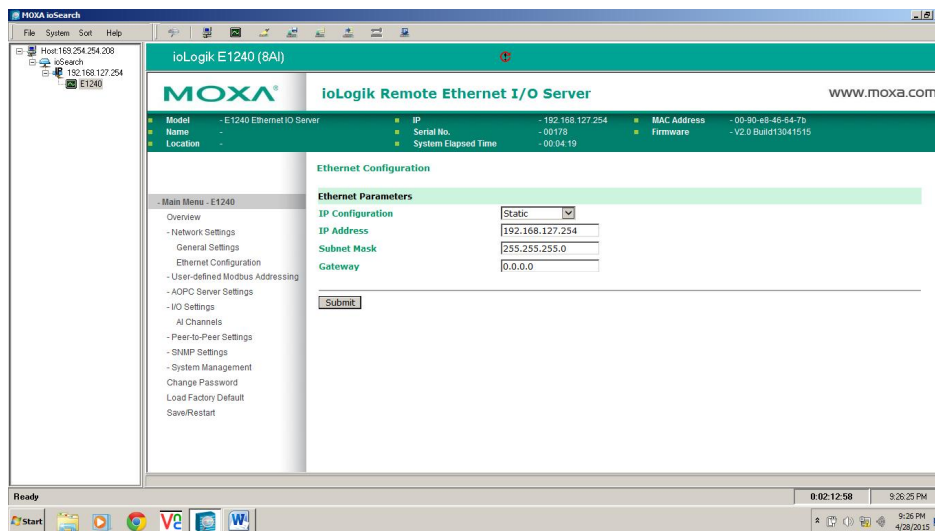 MOXA ioSearch
File System Sort Help
Host:169.254.254.208
ioSearch
192.168.127.254
E1240
ioLogik E1240 (8AI)
MOXA
ioLogik Remote Ethernet I/O Server
www.moxa.com
Model - E1240 Ethernet IO Server
IP - 192.168.127.254
MAC Address - 00-90-e8-46-64-7b
Name -
Serial No. - 00178
Firmware - V2.0 Build13041515
Location -
System Elapsed Time - 00:04:19
- Main Menu - E1240
Overview
- Network Settings
General Settings
Ethernet Configuration
- User-defined Modbus Addressing
- AOPC Server Settings
- I/O Settings
AI Channels
- Peer-to-Peer Settings
- SNMP Settings
- System Management
Change Password
Load Factory Default
Save/Restart
Ethernet Configuration
Ethernet Parameters
IP Configuration Static
IP Address 192.168.127.254
Subnet Mask 255.255.255.0
Gateway 0.0.0.0
Submit
Ready
0:02:12:58
9:26:25 PM
Start
9:26 PM
4/28/2015